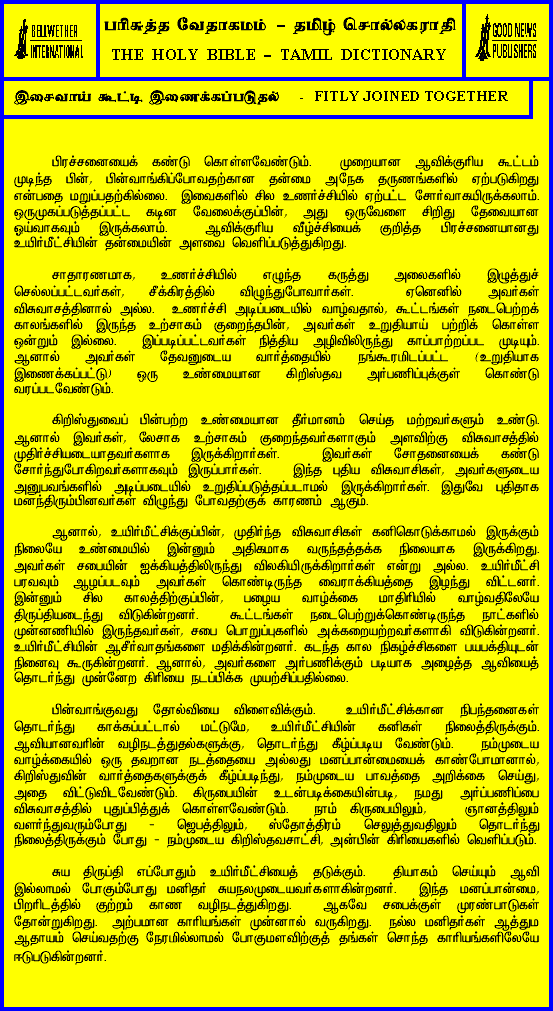 BELLWETHER
INTERNATIONAL
பரிசுத்த வேதாகமம் – தமிழ் சொல்லகராதி
THE HOLY BIBLE – TAMIL DICTIONARY
GOOD NEWS
PUBLISHERS
இசைவாய் கூட்டி இணைக்கப்படுதல் - FITLY JOINED TOGETHER
பிரச்சனையைக் கண்டு கொள்ளவேண்டும். முறையான ஆவிக்குரிய கூட்டம்
முடிந்த பின், பின்வாங்கிப்போவதற்கான தன்மை அநேக தருணங்களில் ஏற்படுகிறது
என்பதை மறுப்பதற்கில்லை. இவைகளில் சில உணர்ச்சியில் ஏற்பட்ட சோர்வாகயிருக்கலாம்.
ஒருமுகப்படுத்தப்பட்ட கடின வேலைக்குப்பின், அது ஒருவேளை சிறிது தேவையான
ஓய்வாகவும் இருக்கலாம். ஆவிக்குரிய வீழ்ச்சியைக் குறித்த பிரச்சனையானது
உயிர்மீட்சியின் தன்மையின் அளவை வெளிப்படுத்துகிறது.
சாதாரணமாக, உணர்ச்சியில் எழுந்த கருத்து அலைகளில் இழுத்துச்
செல்லப்பட்டவர்கள், சீக்கிரத்தில் விழுந்துபோவார்கள். ஏனெனில் அவர்கள்
விசுவாசத்தினால் அல்ல. உணர்ச்சி அடிப்படையில் வாழ்வதால், கூட்டங்கள் நடைபெற்றக்
காலங்களில் இருந்த உற்சாகம் குறைந்தபின், அவர்கள் உறுதியாய் பற்றிக் கொள்ள
ஒன்றும் இல்லை. இப்படிப்பட்டவர்கள் நித்திய அழிவிலிருந்து காப்பாற்றப்பட முடியும்.
ஆனால் அவர்கள் தேவனுடைய வார்த்தையில் நங்கூரமிடப்பட்ட (உறுதியாக
இணைக்கப்பட்டு) ஒரு உண்மையான கிறிஸ்தவ அர்பணிப்புக்குள் கொண்டு
வரப்படவேண்டும்.
கிறிஸ்துவைப் பின்பற்ற உண்மையான தீர்மானம் செய்த மற்றவர்களும் உண்டு.
ஆனால் இவர்கள், லேசாக உற்சாகம் குறைந்தவர்களாகும் அளவிற்கு விசுவாசத்தில்
முதிர்ச்சியடையாதவர்களாக இருக்கிறார்கள். இவர்கள் சோதனையைக் கண்டு
சோர்ந்துபோகிறவர்களாகவும் இருப்பார்கள். இந்த புதிய விசுவாசிகள், அவர்களுடைய
அனுபவங்களில் அடிப்படையில் உறுதிப்படுத்தப்படாமல் இருக்கிறார்கள். இதுவே புதிதாக
மனந்திரும்பினவர்கள் விழுந்து போவதற்குக் காரணம் ஆகும்.
ஆனால், உயிர்மீட்சிக்குப்பின், முதிர்ந்த விசுவாசிகள் கனிகொடுக்காமல் இருக்கும்
நிலையே உண்மையில் இன்னும் அதிகமாக வருந்தத்தக்க நிலையாக இருக்கிறது.
அவர்கள் சபையின் ஐக்கியத்திலிருந்து விலகியிருக்கிறார்கள் என்று அல்ல. உயிர்மீட்சி
பரவவும் ஆழப்படவும் அவர்கள் கொண்டிருந்த வைராக்கியத்தை இழந்து விட்டனர்.
இன்னும் சில காலத்திற்குப்பின், பழைய வாழ்க்கை மாதிரியில் வாழ்வதிலேயே
திருப்தியடைந்து விடுகின்றனர். கூட்டங்கள் நடைபெற்றுக்கொண்டிருந்த நாட்களில்
முன்னணியில் இருந்தவர்கள், சபை பொறுப்புகளில் அக்கறையற்றவர்களாகி விடுகின்றனர்.
உயிர்மீட்சியின் ஆசீர்வாதங்களை மதிக்கின்றனர். கடந்த கால நிகழ்ச்சிகளை பயபக்தியுடன்
நினைவு கூருகின்றனர். ஆனால், அவர்களை அர்பணிக்கும் படியாக அழைத்த ஆவியைத்
தொடர்ந்து முன்னேற கிரியை நடப்பிக்க முயற்சிப்பதில்லை.
பின்வாங்குவது தோல்வியை விளைவிக்கும். உயிர்மீட்சிக்கான நிபந்தனைகள்
தொடர்ந்து காக்கப்பட்டால் மட்டுமே, உயிர்மீட்சியின் கனிகள் நிலைத்திருக்கும்.
ஆவியானவரின் வழிநடத்துதல்களுக்கு, தொடர்ந்து கீழ்ப்படிய வேண்டும். நம்முடைய
வாழ்க்கையில் ஒரு தவறான நடத்தையை அல்லது மனப்பான்மையைக் காண்போமானால்,
கிறிஸ்துவின் வார்த்தைகளுக்குக் கீழ்ப்படிந்து, நம்முடைய பாவத்தை அறிக்கை செய்து,
அதை விட்டுவிடவேண்டும். கிருபையின் உடன்படிக்கையின்படி, நமது அர்ப்பணிப்பை
விசுவாசத்தில் புதுப்பித்துக் கொள்ளவேண்டும். நாம் கிருபையிலும், ஞானத்திலும்
வளர்ந்துவரும்போது - ஜெபத்திலும், ஸ்தோத்திரம் செலுத்துவதிலும் தொடர்ந்து
நிலைத்திருக்கும் போது - நம்முடைய கிறிஸ்தவசாட்சி, அன்பின் கிரியைகளில் வெளிப்படும்.
சுய திருப்தி எப்போதும் உயிர்மீட்சியைத் தடுக்கும். தியாகம் செய்யும் ஆவி
இல்லாமல் போகும்போது மனிதர் சுயநலமுடையவர்களாகின்றனர். இந்த மனப்பான்மை,
பிறரிடத்தில் குற்றம் காண வழிநடத்துகிறது. ஆகவே சபைக்குள் முரண்பாடுகள்
தோன்றுகிறது. அற்பமான காரியங்கள் முன்னால் வருகிறது. நல்ல மனிதர்கள் ஆத்தும
ஆதாயம் செய்வதற்கு நேரமில்லாமல் போகுமளவிற்குத் தங்கள் சொந்த காரியங்களிலேயே
ஈடுபடுகின்றனர்.